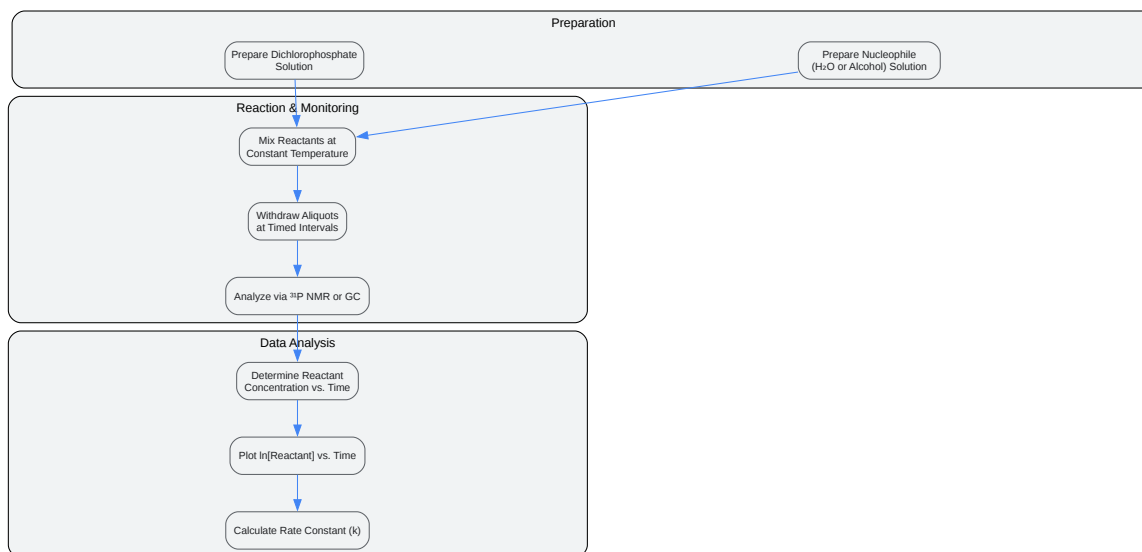 Preparation
Prepare Dichlorophosphate
Solution
Prepare Nucleophile
(H₂O or Alcohol) Solution
Reaction & Monitoring
Mix Reactants at
Constant Temperature
Withdraw Aliquots
at Timed Intervals
Analyze via ³¹P NMR or GC
Data Analysis
Determine Reactant
Concentration vs. Time
Plot ln[Reactant] vs. Time
Calculate Rate Constant (k)